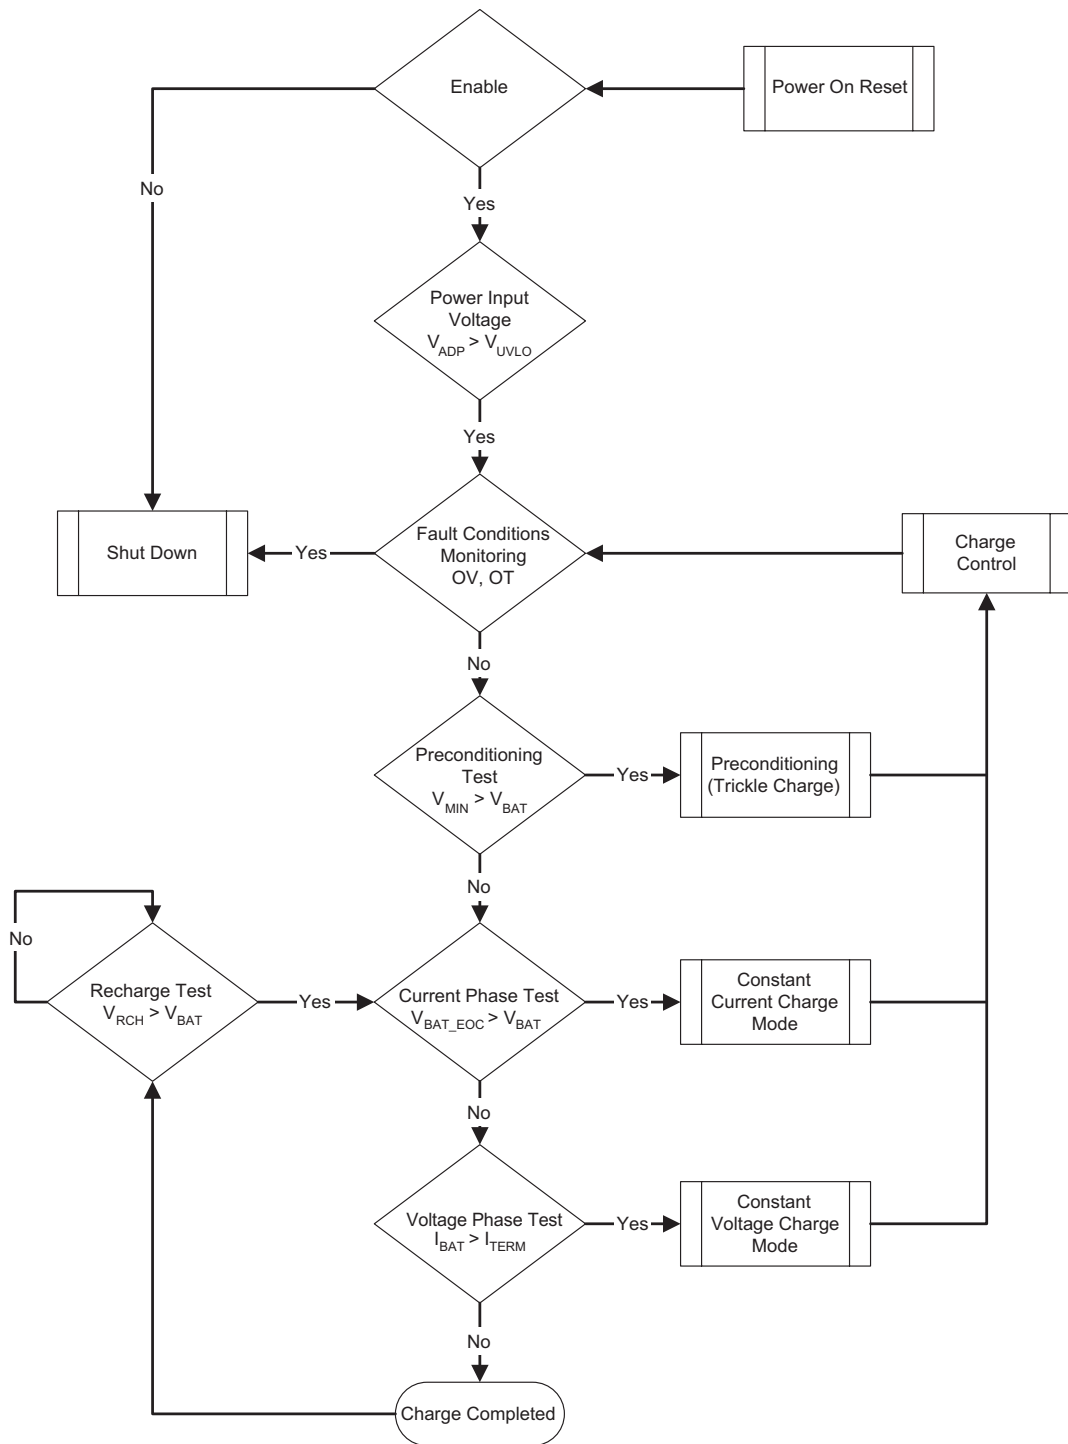 Enable
Power On Reset
No
Yes
Power Input
Voltage
V_ADP > V_UVLO
Yes
Shut Down
Yes
Fault Conditions
Monitoring
OV, OT
Charge
Control
No
Preconditioning
Test
V_MIN > V_BAT
Yes
Preconditioning
(Trickle Charge)
No
No
Recharge Test
V_RCH > V_BAT
Yes
Current Phase Test
V_BAT_EOC > V_BAT
Yes
Constant
Current Charge
Mode
No
Voltage Phase Test
I_BAT > I_TERM
Yes
Constant
Voltage Charge
Mode
No
Charge Completed